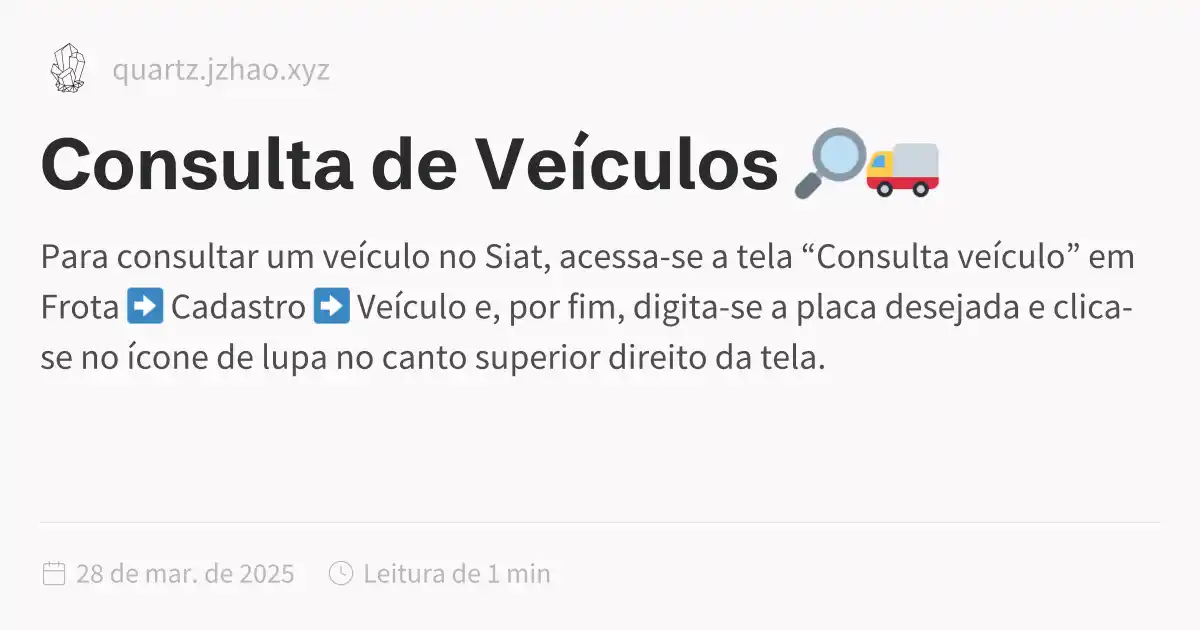 quartz.jzhao.xyz
Consulta de Veículos 🔎🚚
Para consultar um veículo no Siat, acessa-se a tela “Consulta veículo” em
Frota ➡️ Cadastro ➡️ Veículo e, por fim, digita-se a placa desejada e clica-
se no ícone de lupa no canto superior direito da tela.
28 de mar. de 2025 Leitura de 1 min